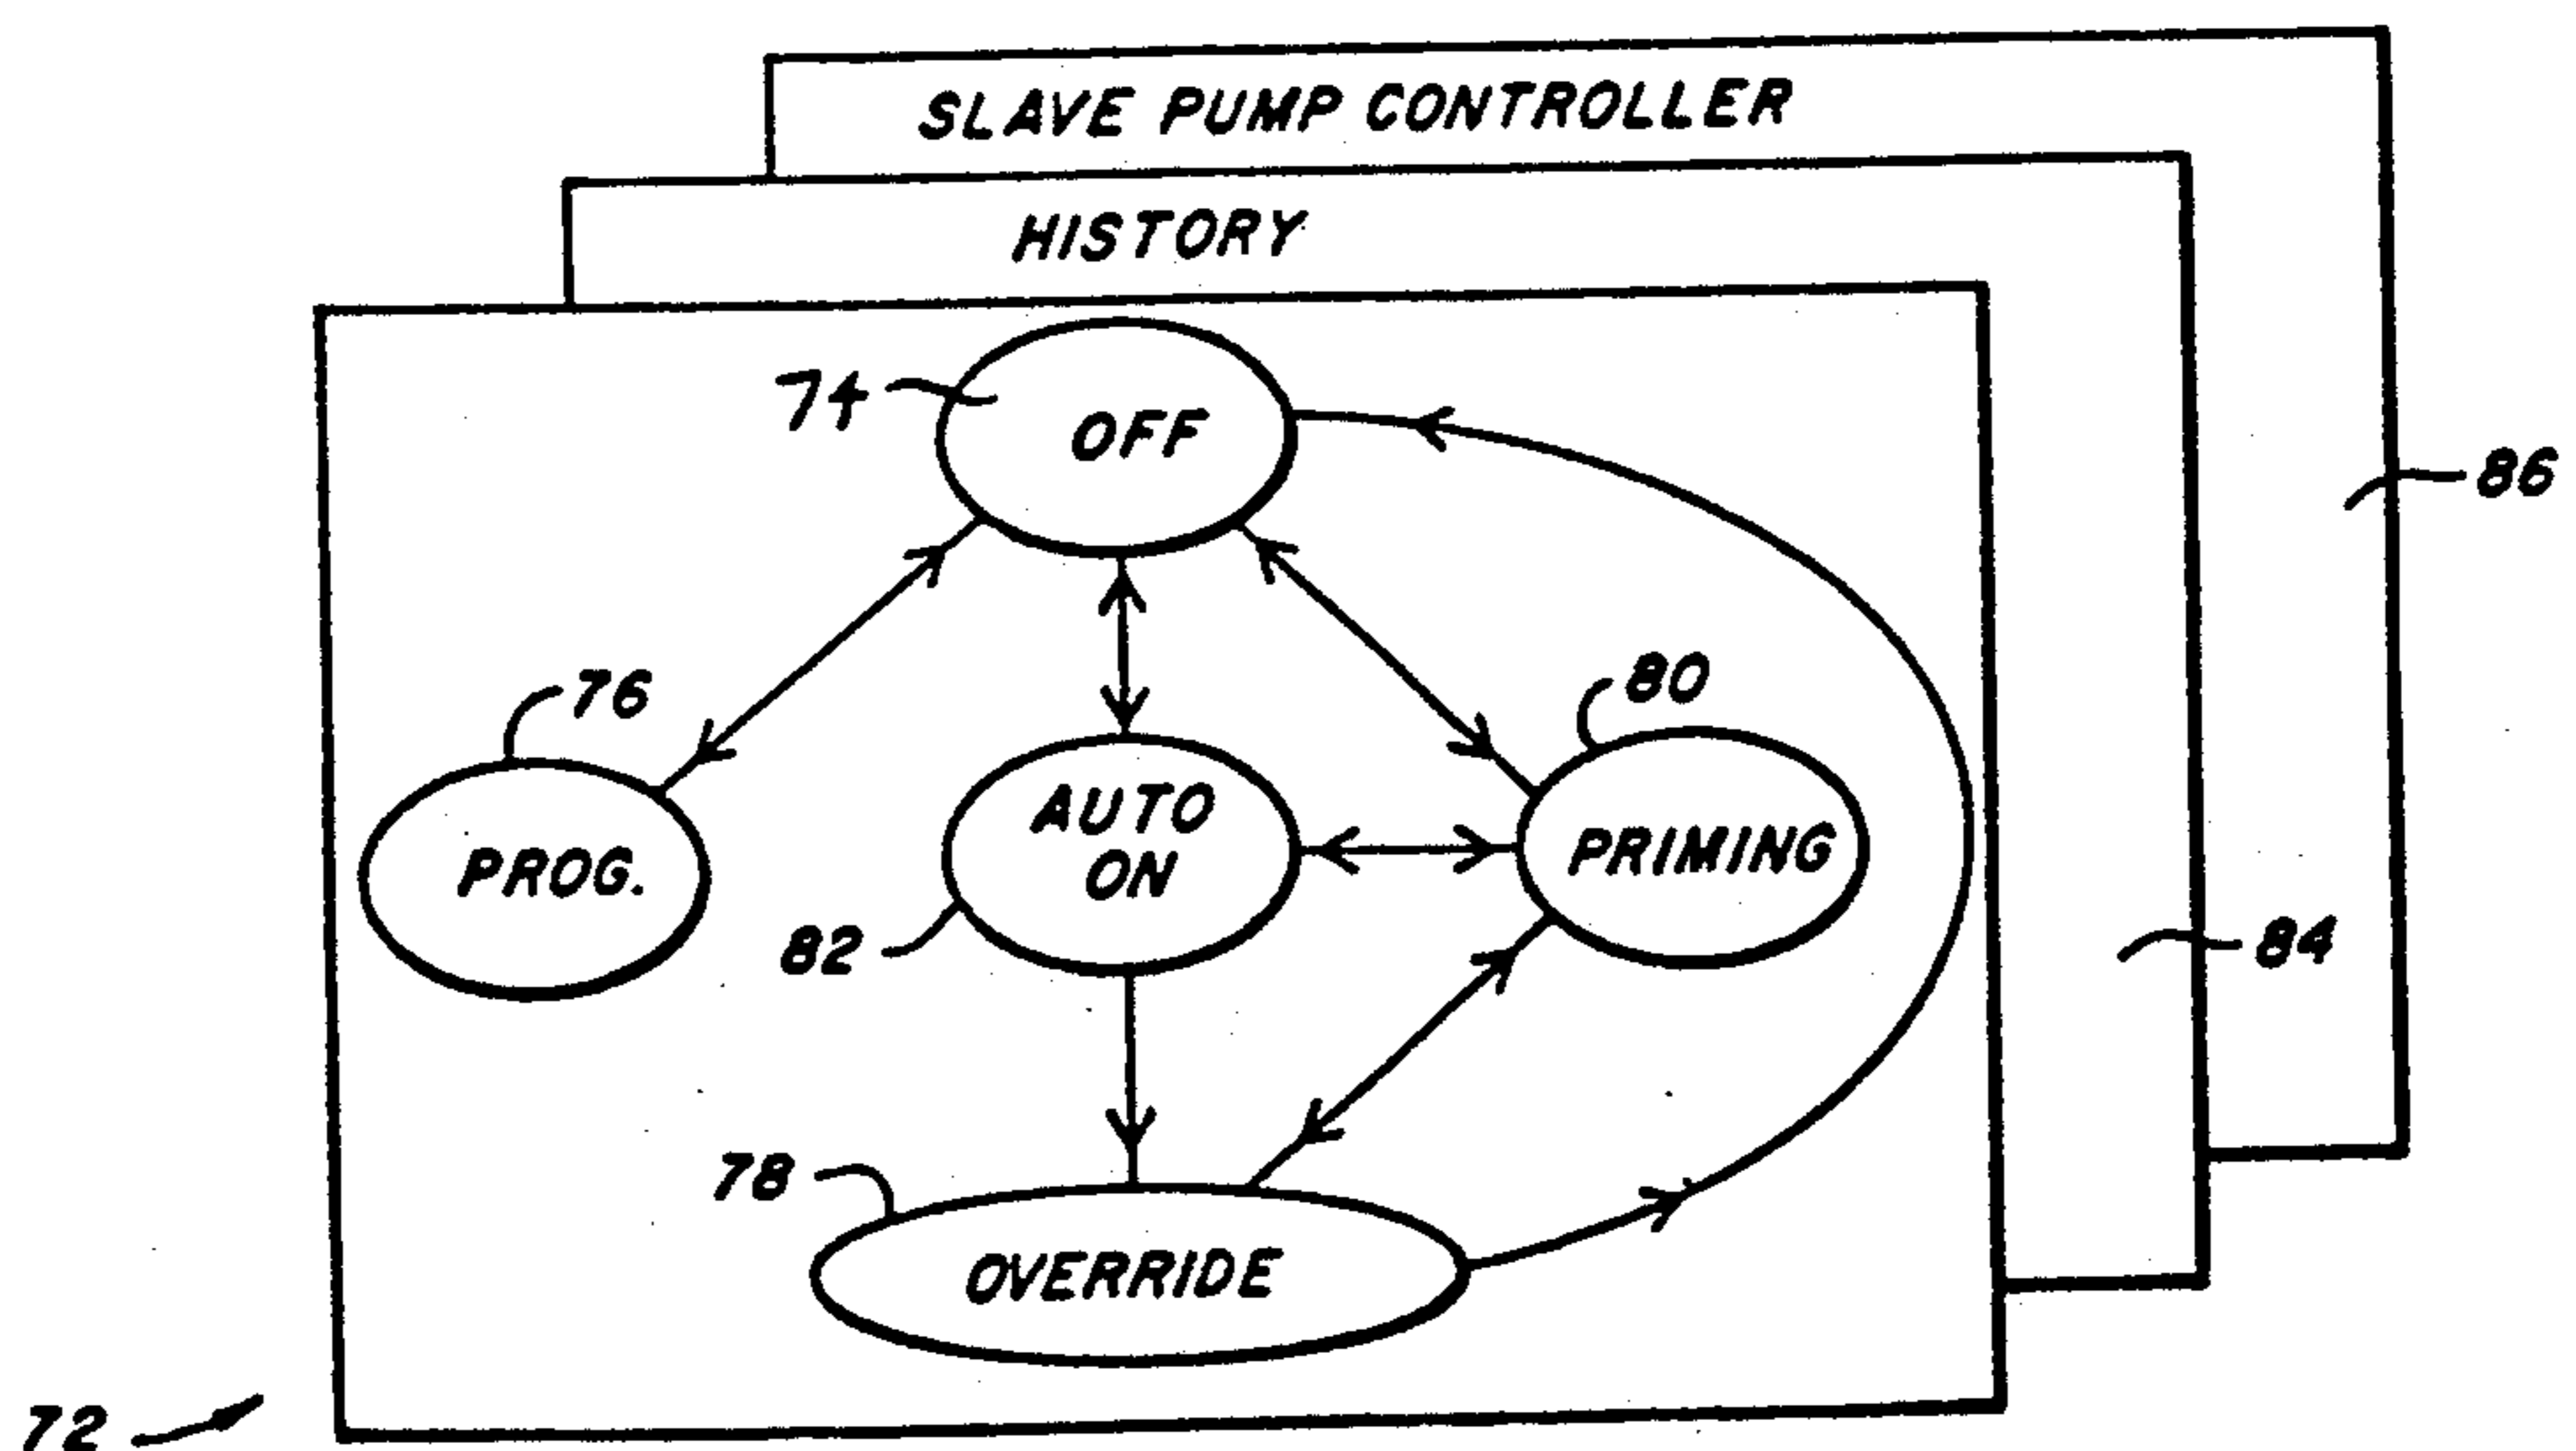 SLAVE PUMP CONTROLLER
HISTORY
74
OFF
86
76
80
PROG.
AUTO
ON
PRIMING
82
84
78
OVERRIDE
72